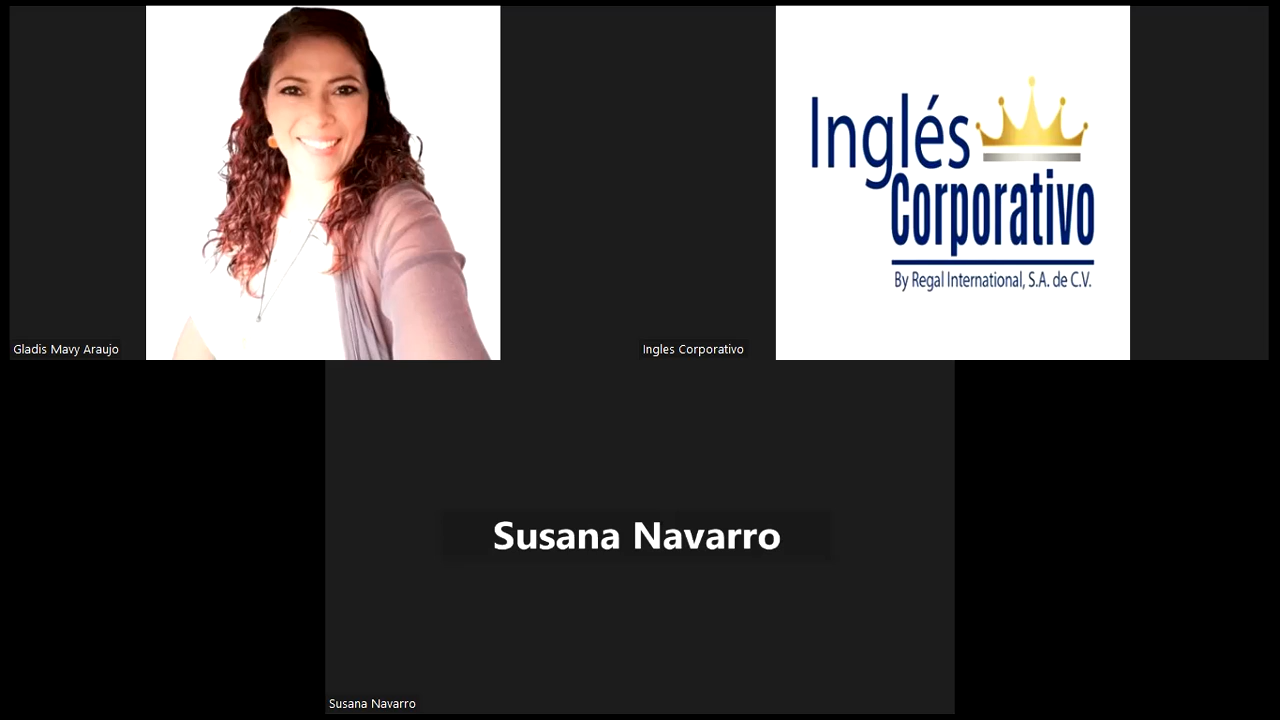 Gladis Mavy Araujo
Inglés
Corporativo
By Regal International, S.A. de C.V.
Ingles Corporativo
Susana Navarro
Susana Navarro